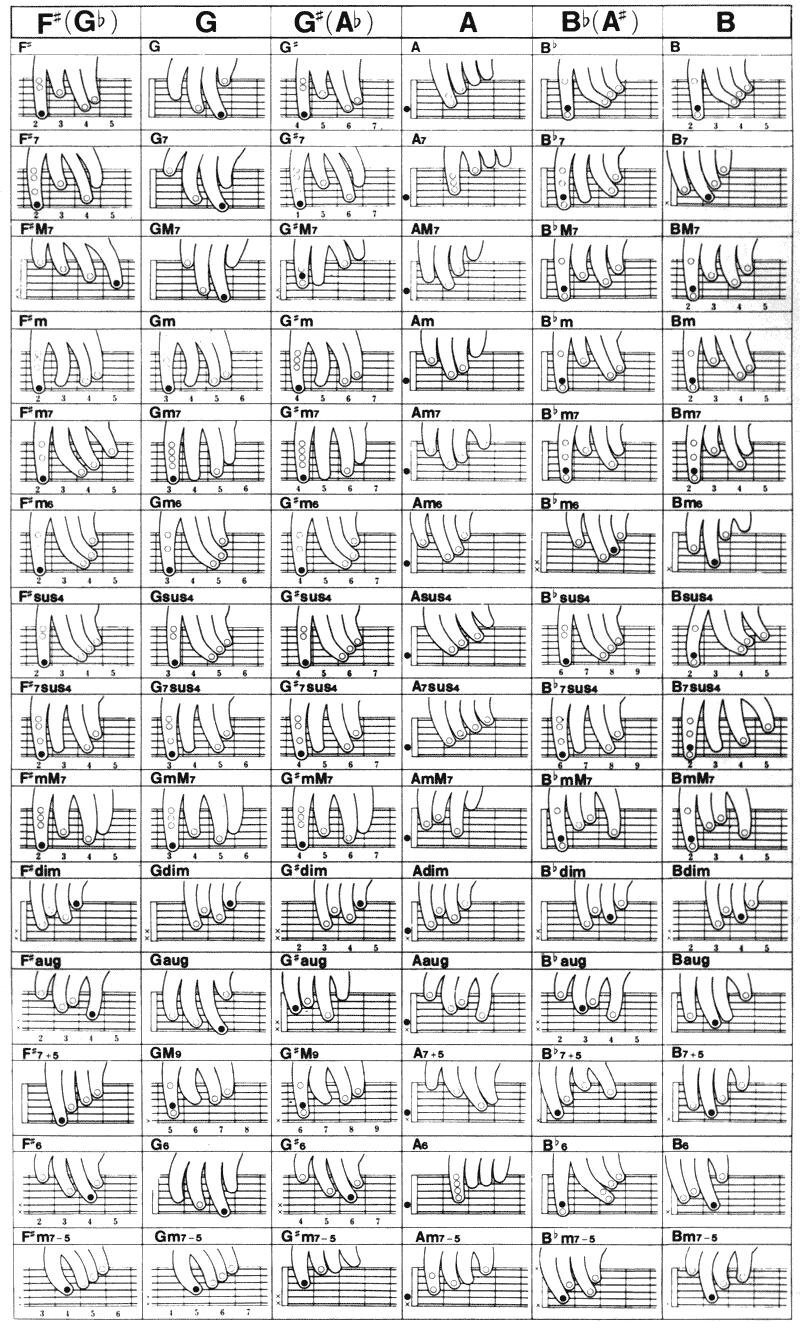 F♯(G♭) G G♯(A♭) A B♭(A♯) B
F♯ G G♯ A B♭ B
2 3 4 5 4 5 6 7 2 3 4 5
F♯7 G7 G♯7 A7 B♭7 B7
2 3 4 5 4 5 6 7 ×
F♯M7 GM7 G♯M7 AM7 B♭M7 BM7
× × 2 3 4 5
F♯m Gm G♯m Am B♭m Bm
2 3 4 5 3 4 5 6 4 5 6 7 2 3 4 5
F♯m7 Gm7 G♯m7 Am7 B♭m7 Bm7
2 3 4 5 3 4 5 6 4 5 6 7 2 3 4 5
F♯m6 Gm6 G♯m6 Am6 B♭m6 Bm6
2 3 4 5 3 4 5 6 4 5 6 7 × × ×
F♯sus4 Gsus4 G♯sus4 Asus4 B♭sus4 Bsus4
2 3 4 5 3 4 5 6 4 5 6 7 6 7 8 9 2 3 4 5
F♯7sus4 G7sus4 G♯7sus4 A7sus4 B♭7sus4 B7sus4
2 3 4 5 3 4 5 6 4 5 6 7 6 7 8 9 2 3 4 5
F♯mM7 GmM7 G♯mM7 AmM7 B♭mM7 BmM7
2 3 4 5 3 4 5 6 4 5 6 7 2 3 4 5
F♯dim Gdim G♯dim Adim B♭dim Bdim
× × × × × × 2 3 4 5 × × × × × 2 3 4 5
F♯aug Gaug G♯aug Aaug B♭aug Baug
2 3 4 5 × × × × 2 3 4 5 × ×
F♯7+5 GM9 G♯M9 A7+5 B♭7+5 B7+5
5 6 7 8 × 6 7 8 9 × ×
F♯6 G6 G♯6 A6 B♭6 B6
× 2 3 4 5 × 4 5 6 7 ×
F♯m7-5 Gm7-5 G♯m7-5 Am7-5 B♭m7-5 Bm7-5
3 4 5 6 4 5 6 7 × × × × 2 3 4 5